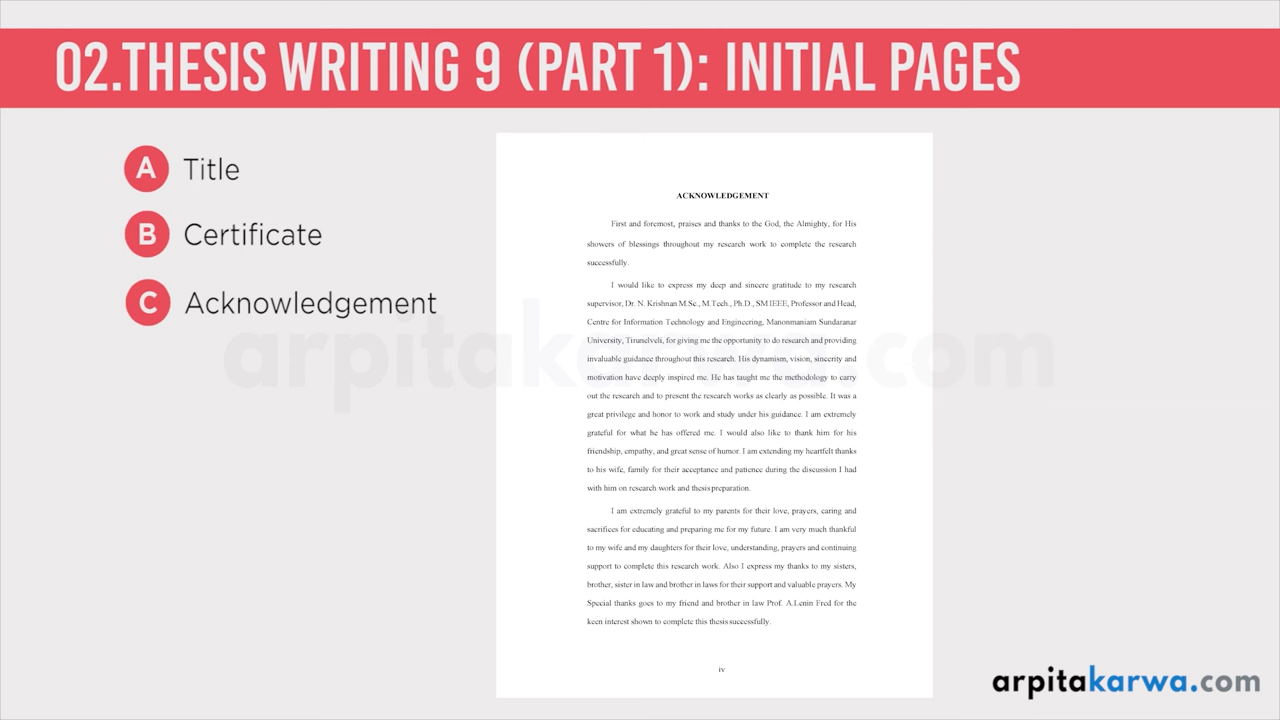 02.THESIS WRITING 9 (PART 1): INITIAL PAGES
A Title
B Certificate
C Acknowledgement
ACKNOWLEDGEMENT
First and foremost, praises and thanks to the God, the Almighty, for His
showers of blessings throughout my research work to complete the research
successfully.
I would like to express my deep and sincere gratitude to my research
supervisor, Dr. N. Krishnan M.Sc., M.Tech., Ph.D., SMIEEE, Professor and Head,
Centre for Information Technology and Engineering, Manonmaniam Sundaranar
University, Tirunelveli, for giving me the opportunity to do research and providing
invaluable guidance throughout this research. His dynamism, vision, sincerity and
motivation have deeply inspired me. He has taught me the methodology to carry
out the research and to present the research works as clearly as possible. It was a
great privilege and honor to work and study under his guidance. I am extremely
grateful for what he has offered me. I would also like to thank him for his
friendship, empathy, and great sense of humor. I am extending my heartfelt thanks
to his wife, family for their acceptance and patience during the discussion I had
with him on research work and thesis preparation.
I am extremely grateful to my parents for their love, prayers, caring and
sacrifices for educating and preparing me for my future. I am very much thankful
to my wife and my daughters for their love, understanding, prayers and continuing
support to complete this research work. Also I express my thanks to my sisters,
brother, sister in law and brother in laws for their support and valuable prayers. My
Special thanks goes to my friend and brother in law Prof. A.Lenin Fred for the
keen interest shown to complete this thesis successfully.
iv
arpitakarwa.com
arpitakarwa.com